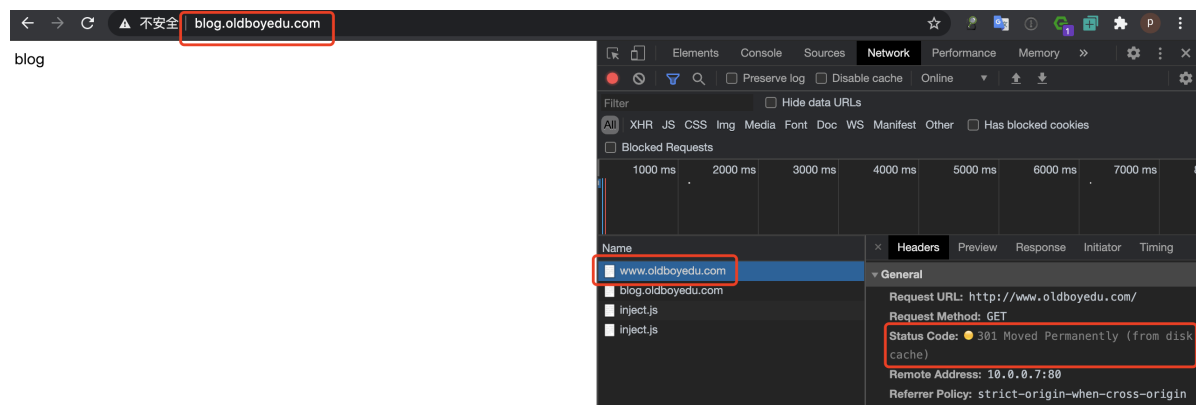 不安全 blog.oldboyedu.com
blog
Elements Console Sources Network Performance Memory »
Preserve log Disable cache Online
Filter Hide data URLs
All XHR JS CSS Img Media Font Doc WS Manifest Other Has blocked cookies
Blocked Requests
1000 ms 2000 ms 3000 ms 4000 ms 5000 ms 6000 ms 7000 ms
Name
www.oldboyedu.com
blog.oldboyedu.com
inject.js
inject.js
× Headers Preview Response Initiator Timing
General
Request URL: http://www.oldboyedu.com/
Request Method: GET
Status Code: 301 Moved Permanently (from disk
cache)
Remote Address: 10.0.0.7:80
Referrer Policy: strict-origin-when-cross-origin